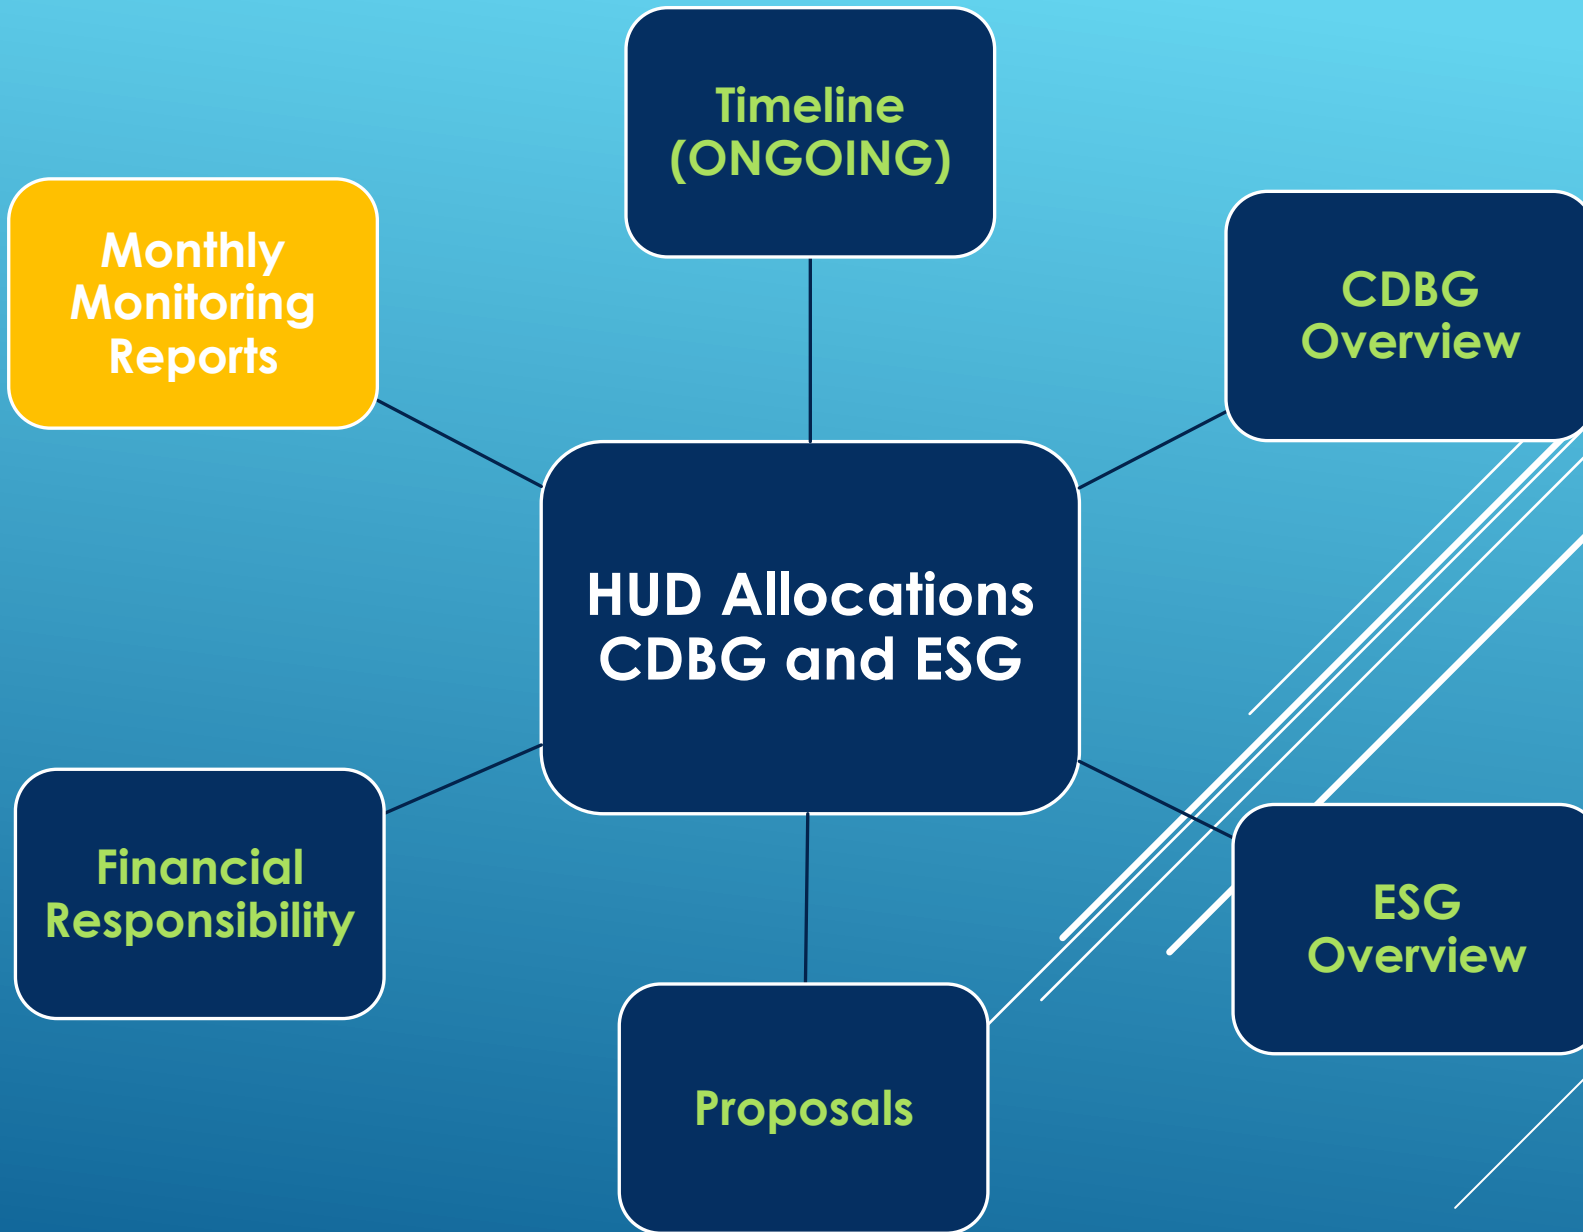 Timeline
(ONGOING)
Monthly
Monitoring
Reports
CDBG
Overview
HUD Allocations
CDBG and ESG
Financial
Responsibility
ESG
Overview
Proposals